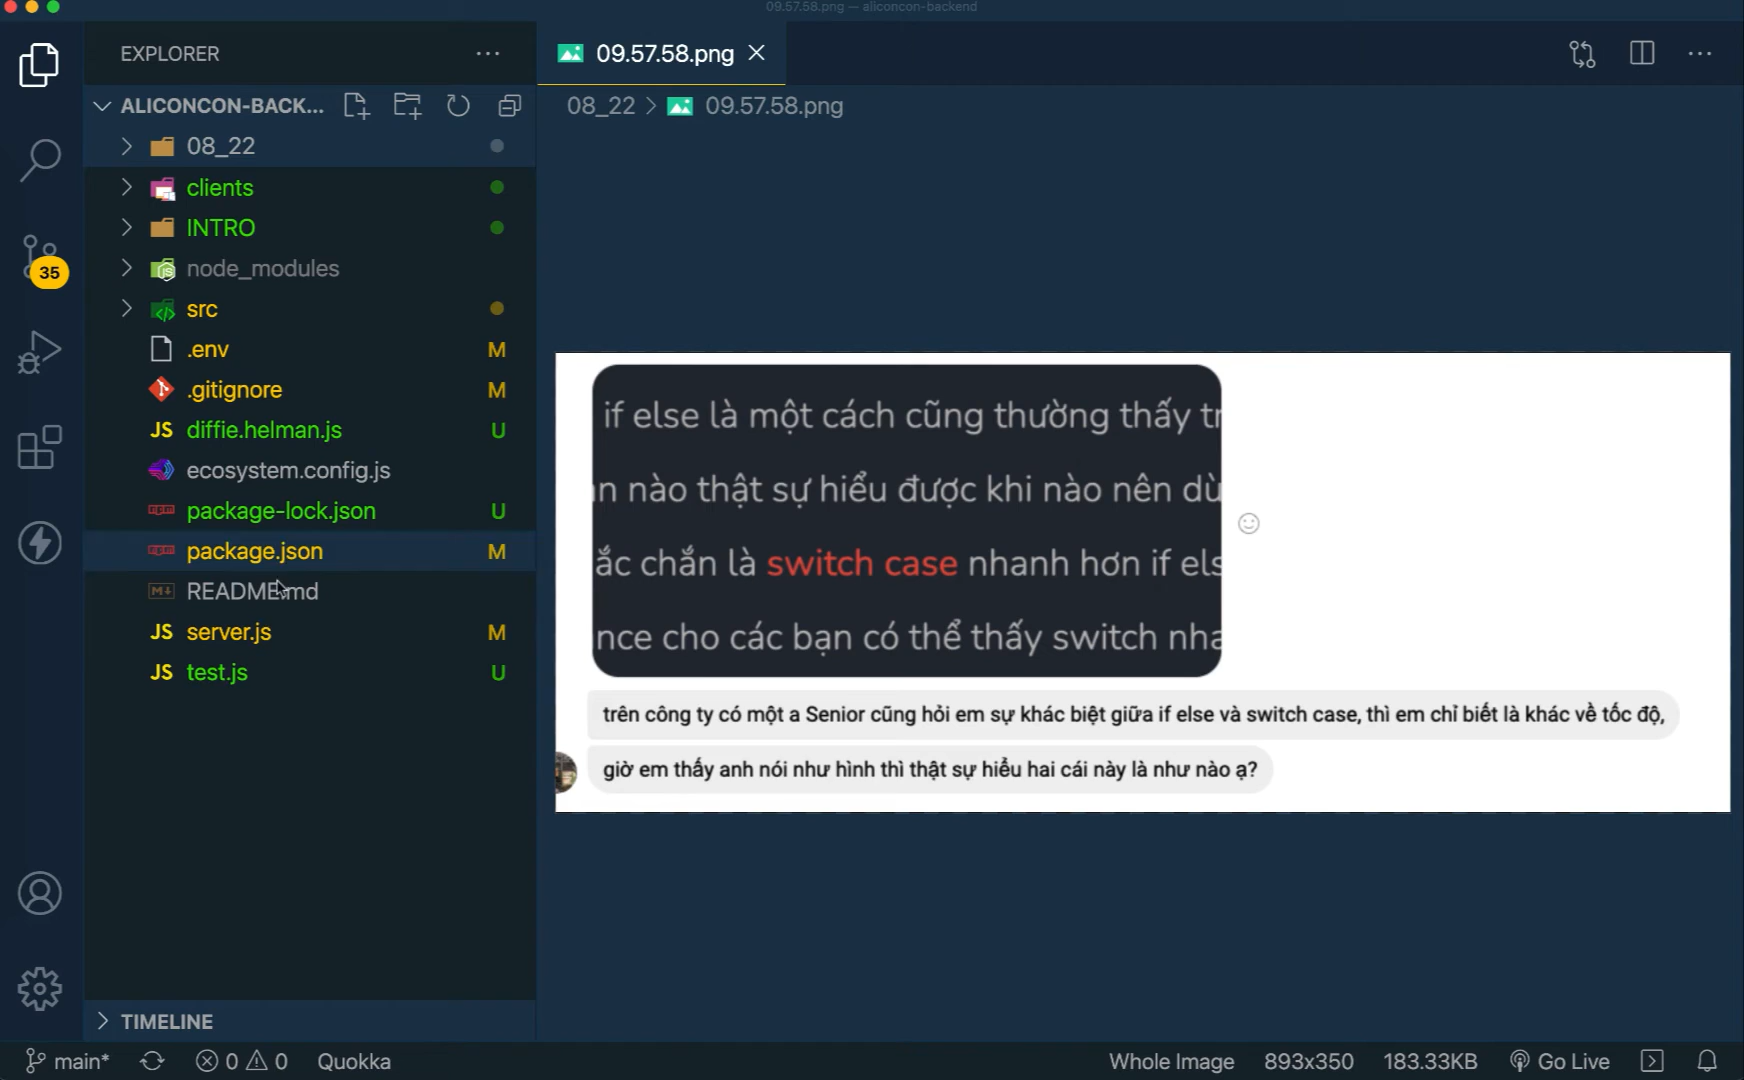 09.57.58.png — aliconcon-backend
EXPLORER
09.57.58.png
ALICONCON-BACK...
08_22
09.57.58.png
08_22
clients
INTRO
node_modules
src
.env M
.gitignore M
JS diffie.helman.js U
ecosystem.config.js
package-lock.json U
package.json M
README.md
JS server.js M
JS test.js U
35
if else là một cách cũng thường thấy tr
n nào thật sự hiểu được khi nào nên dù
ắc chắn là switch case nhanh hơn if els
nce cho các bạn có thể thấy switch nha
trên công ty có một a Senior cũng hỏi em sự khác biệt giữa if else và switch case, thì em chỉ biết là khác về tốc độ,
giờ em thấy anh nói như hình thì thật sự hiểu hai cái này là như nào ạ?
TIMELINE
main* 0 0 Quokka Whole Image 893x350 183.33KB Go Live